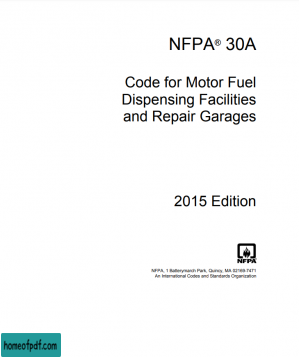 NFPA® 30A
Code for Motor Fuel
Dispensing Facilities
and Repair Garages
2015 Edition
NFPA
NFPA, 1 Batterymarch Park, Quincy, MA 02169-7471
An International Codes and Standards Organization
homeofpdf.com